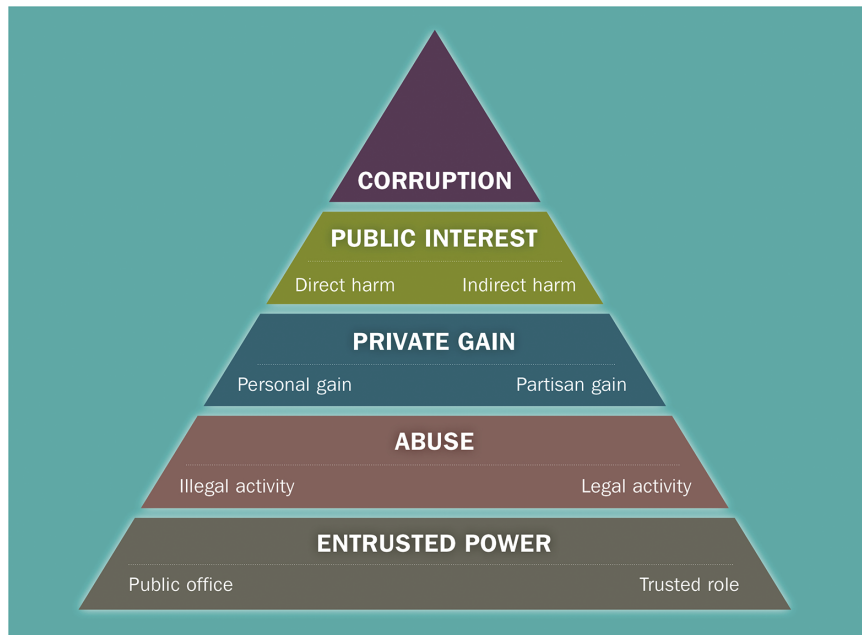 CORRUPTION
PUBLIC INTEREST
Direct harm Indirect harm
PRIVATE GAIN
Personal gain Partisan gain
ABUSE
Illegal activity Legal activity
ENTRUSTED POWER
Public office Trusted role